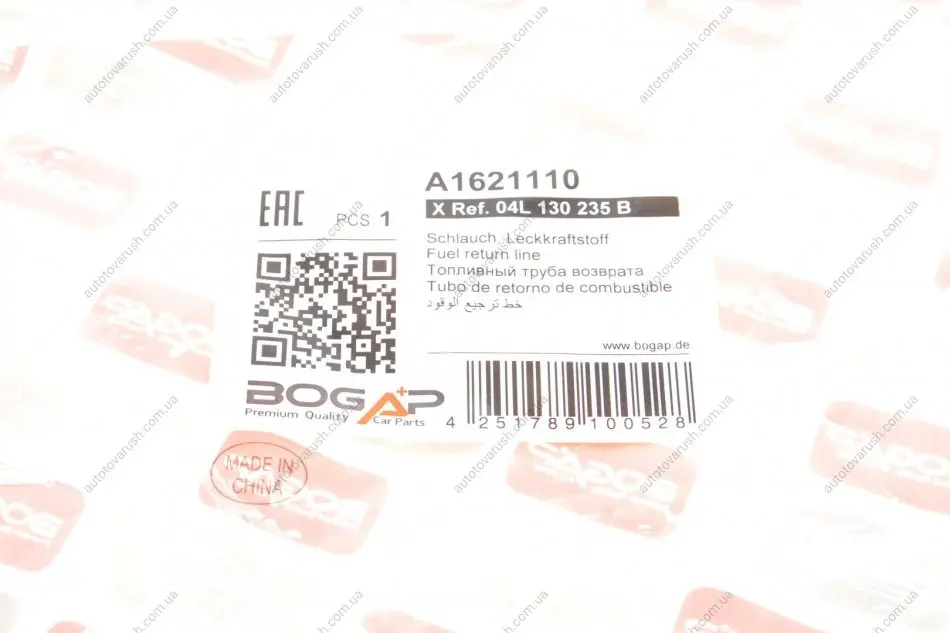 A1621110
X Ref. 04L 130 235 B
EAC
PCS 1
Schlauch, Leckkraftstoff
Fuel return line
Топливный труба возврата
Tubo de retorno de combustible
خط ترجيع الوقود
www.bogap.de
BOGAP
Premium Quality Car Parts
4 251789 100528
MADE IN
CHINA
autotovarush.com.ua